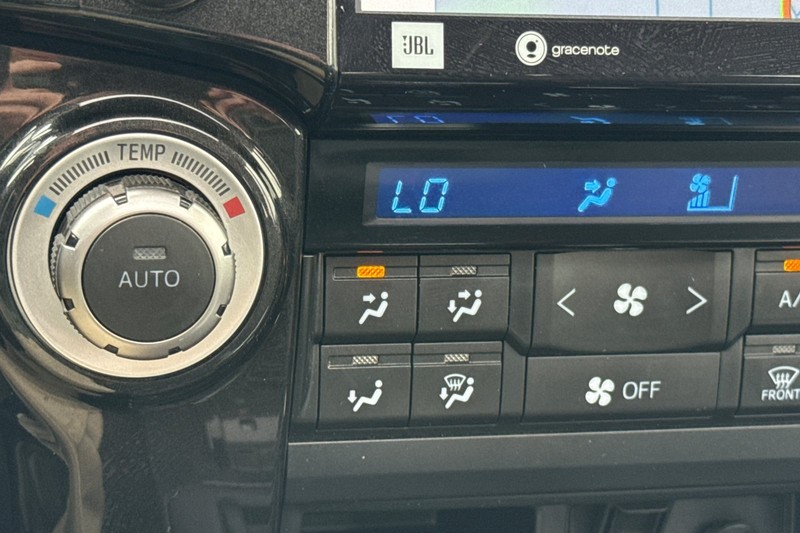 JBL
gracenote
TEMP
LO
AUTO
A/
OFF
FRONT